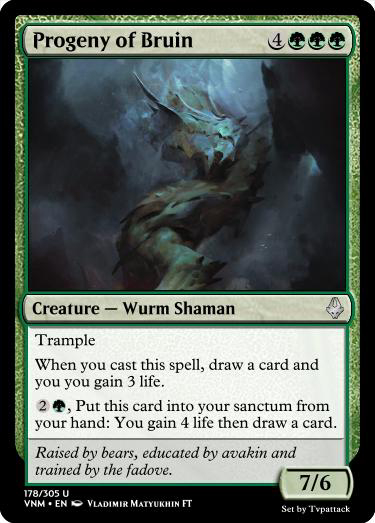 Progeny of Bruin 4
Creature — Wurm Shaman
Trample
When you cast this spell, draw a card and
you you gain 3 life.
2 , Put this card into your sanctum from
your hand: You gain 4 life then draw a card.
Raised by bears, educated by avakin and
trained by the fadove.
7/6
178/305 U
VNM • EN Vladimir Matyukhin FT
Set by Tvpattack